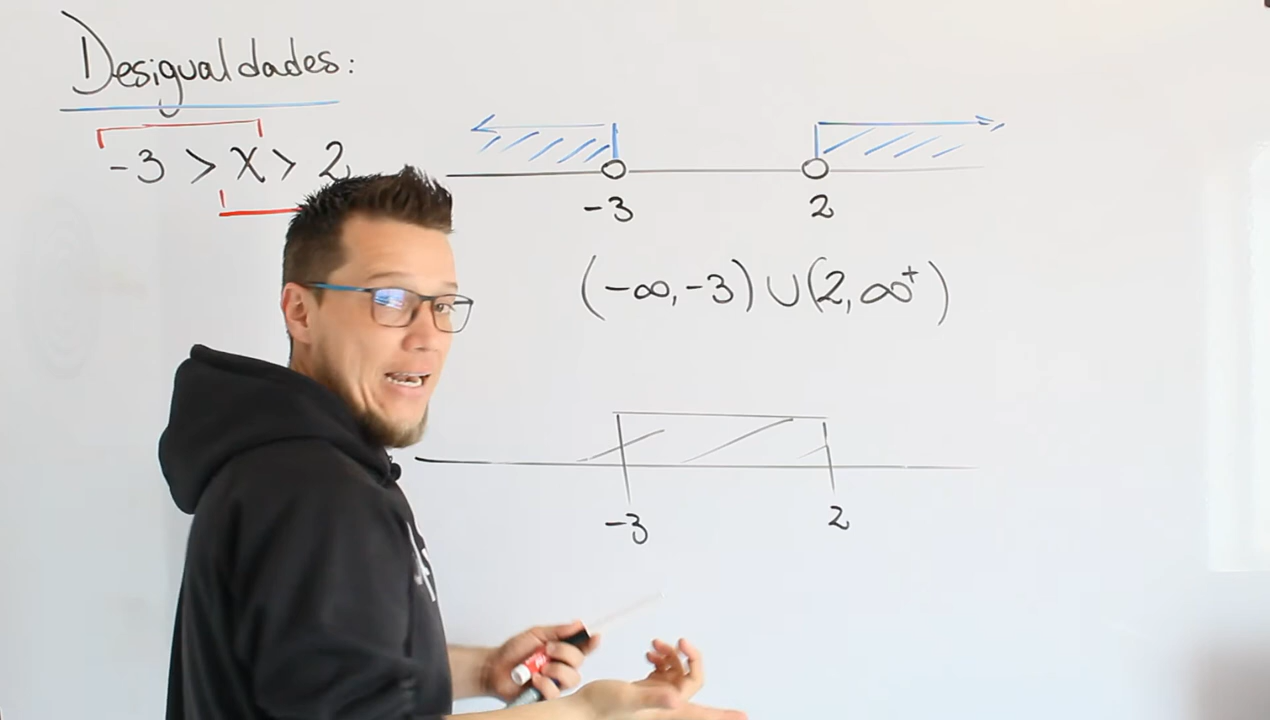 Desigualdades:
-3 > x > 2
-3 2
(-∞, -3) ∪ (2, ∞⁺)
-3 2